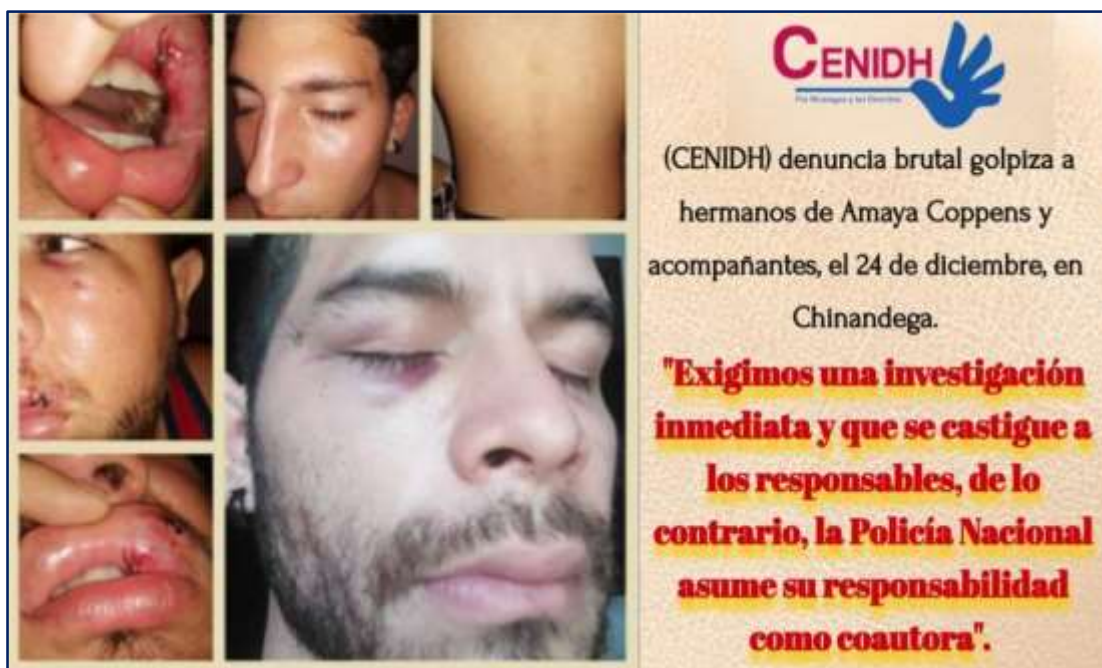 CENIDH
(CENIDH) denuncia brutal golpiza a
hermanos de Amaya Coppens y
acompañantes, el 24 de diciembre, en
Chinandega.
"Exigimos una investigación
inmediata y que se castigue a
los responsables, de lo
contrario, la Policía Nacional
asume su responsabilidad
como coautora".